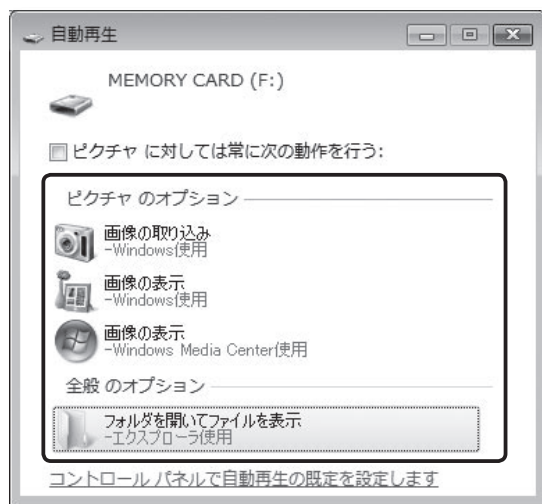 自動再生
MEMORY CARD (F:)
ピクチャ に対しては常に次の動作を行う:
ピクチャ のオプション
画像の取り込み
-Windows使用
画像の表示
-Windows使用
画像の表示
-Windows Media Center使用
全般 のオプション
フォルダを開いてファイルを表示
-エクスプローラ使用
コントロール パネルで自動再生の既定を設定します